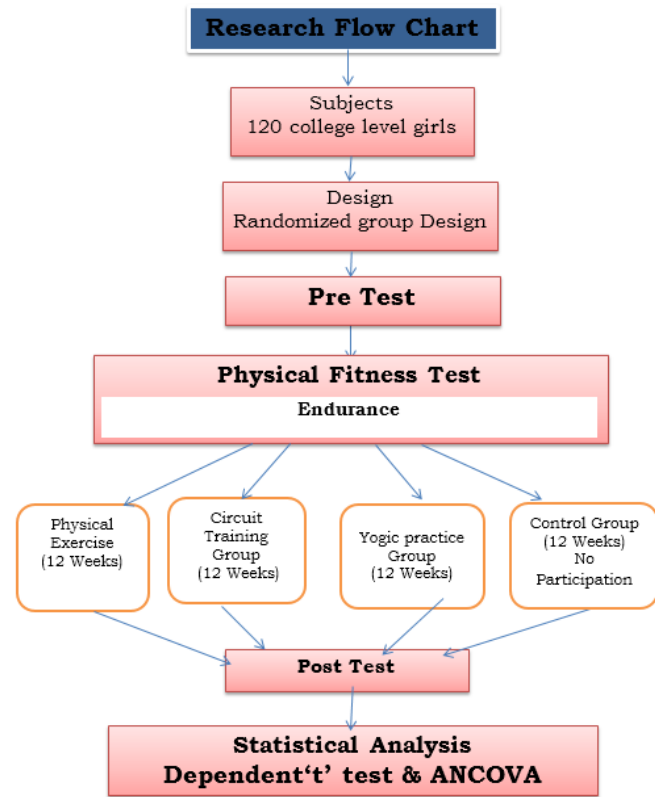 Research Flow Chart
Subjects
120 college level girls
Design
Randomized group Design
Pre Test
Physical Fitness Test
Endurance
Physical
Exercise
(12 Weeks)
Circuit
Training
Group
(12 Weeks)
Yogic practice
Group
(12 Weeks)
Control Group
(12 Weeks)
No
Participation
Post Test
Statistical Analysis
Dependent‘t’ test & ANCOVA